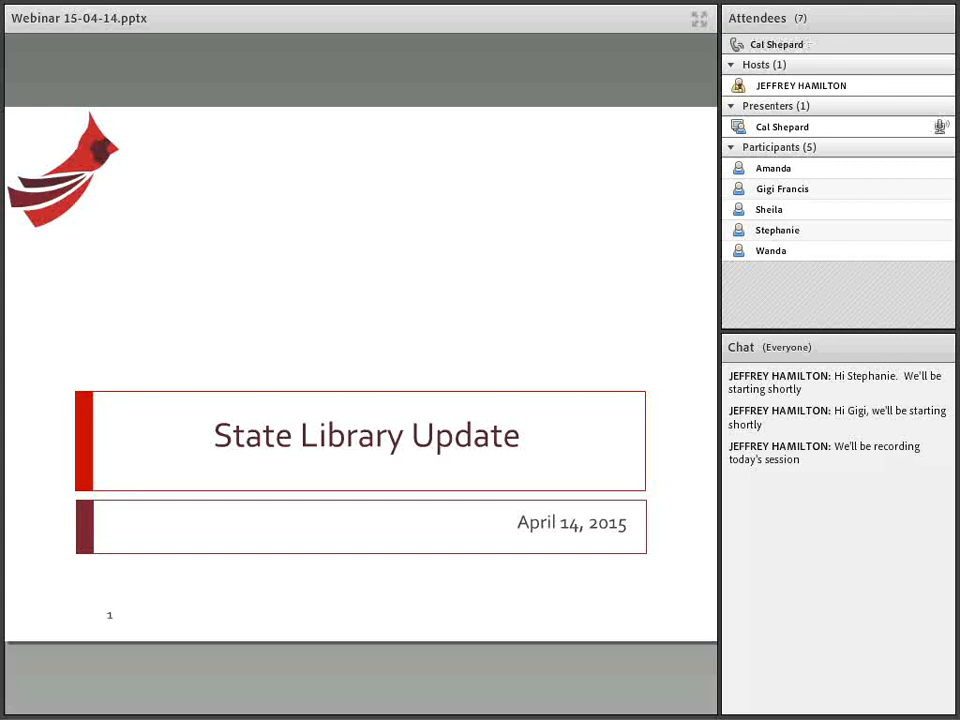 Webinar 15-04-14.pptx
State Library Update
April 14, 2015
1
Attendees (7)
Cal Shepard
Hosts (1)
JEFFREY HAMILTON
Presenters (1)
Cal Shepard
Participants (5)
Amanda
Gigi Francis
Sheila
Stephanie
Wanda
Chat (Everyone)
JEFFREY HAMILTON: Hi Stephanie. We'll be
starting shortly
JEFFREY HAMILTON: Hi Gigi, we'll be starting
shortly
JEFFREY HAMILTON: We'll be recording
today's session